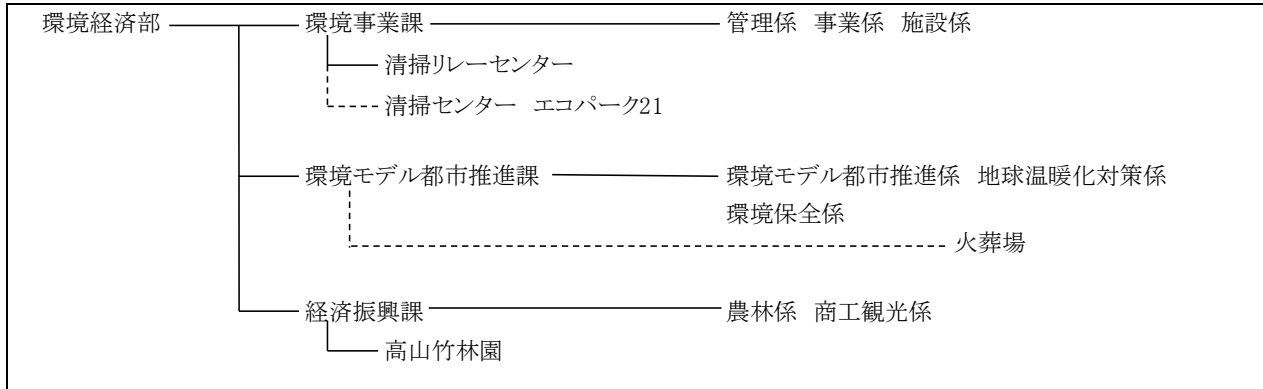 環境経済部 環境事業課 管理係 事業係 施設係
清掃リレーセンター
清掃センター エコパーク21
環境モデル都市推進課 環境モデル都市推進係 地球温暖化対策係
環境保全係
火葬場
経済振興課 農林係 商工観光係
高山竹林園